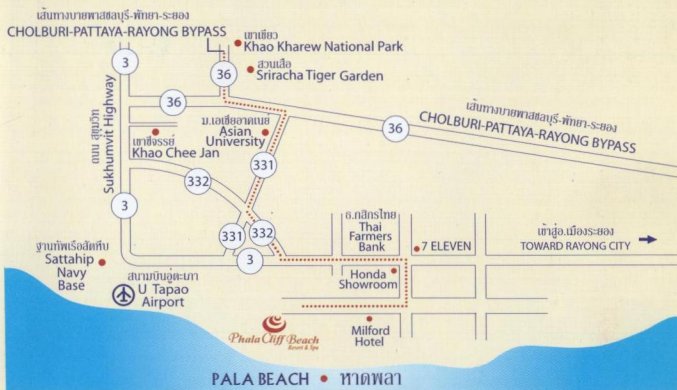 เส้นทางบายพาสชลบุรี-พัทยา-ระยอง
CHOLBURI-PATTAYA-RAYONG BYPASS
เขาเขียว
Khao Kharew National Park
3
36
สวนเสือ
Sriracha Tiger Garden
36
ม.เอเชียอาคเนย์
Asian
University
เส้นทางบายพาสชลบุรี-พัทยา-ระยอง
CHOLBURI-PATTAYA-RAYONG BYPASS
36
ถนน สุขุมวิท
Sukhumvit Highway
เขาชีจรรย์
Khao Chee Jan
331
332
3
331
332
3
ธ.กสิกรไทย
Thai
Farmers
Bank
7 ELEVEN
เข้าสู่อ.เมืองระยอง
TOWARD RAYONG CITY
ฐานทัพเรือสัตหีบ
Sattahip
Navy
Base
สนามบินอู่ตะเภา
U Tapao
Airport
Honda
Showroom
Phala Cliff Beach
Resort & Spa
Milford
Hotel
PALA BEACH • หาดพลา